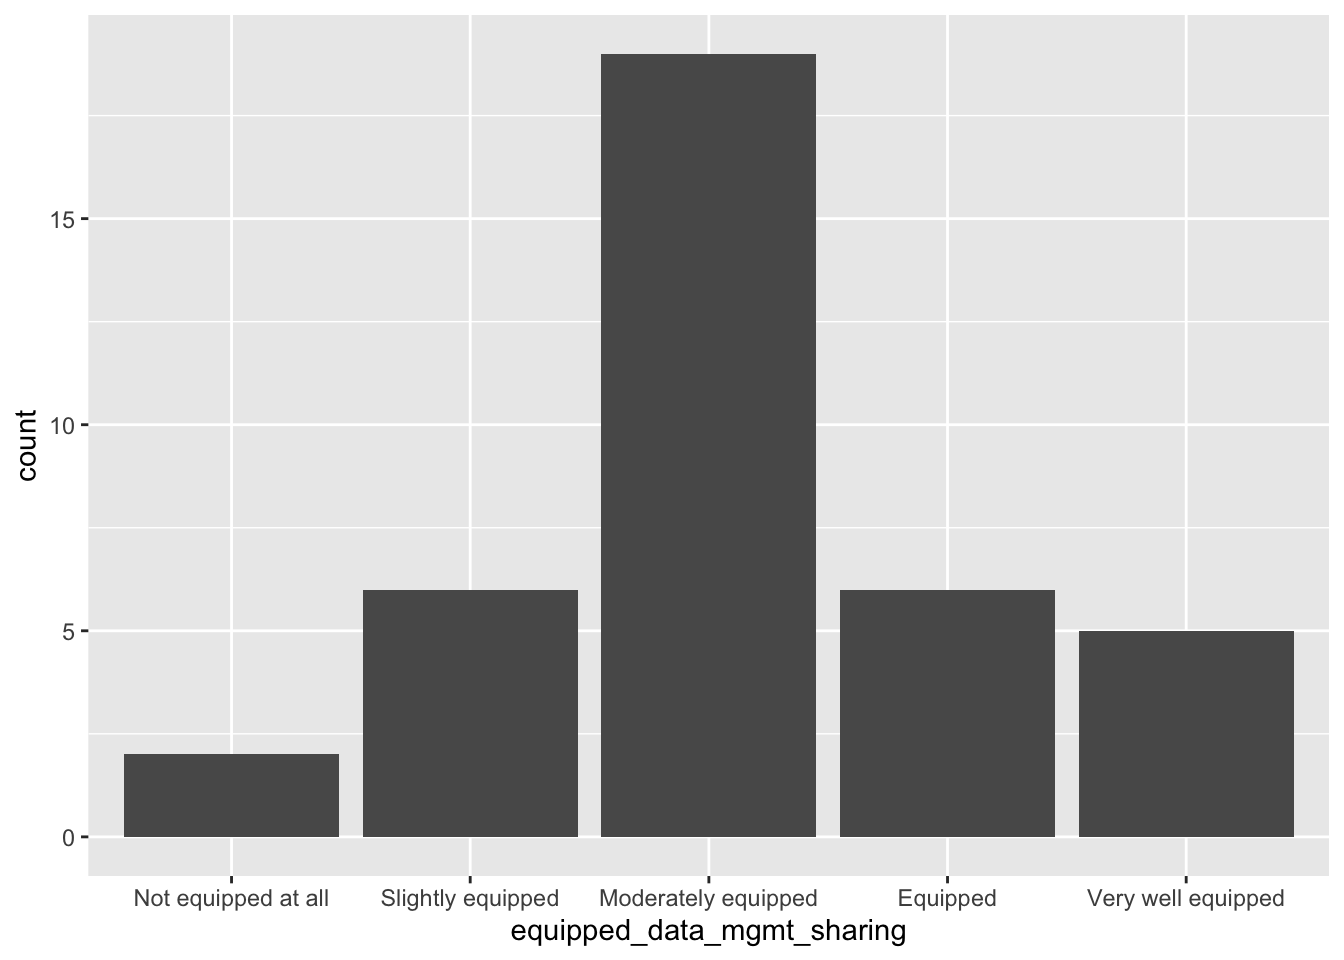 count
15
10
5
0
Not equipped at all Slightly equipped Moderately equipped Equipped Very well equipped
equipped_data_mgmt_sharing